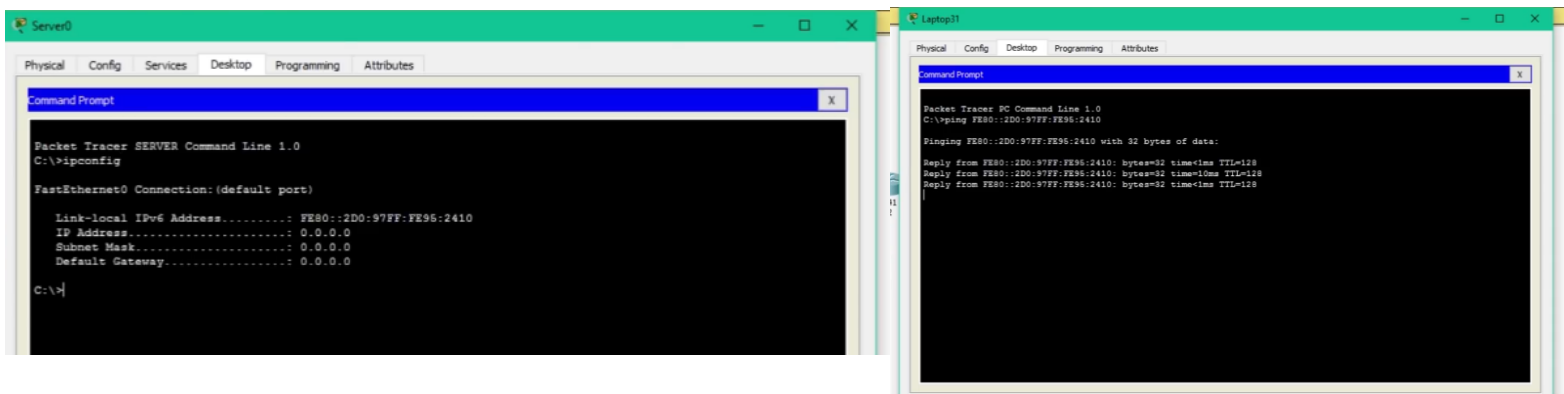 Server0
Physical Config Services Desktop Programming Attributes
Command Prompt
X
Packet Tracer SERVER Command Line 1.0
C:\>ipconfig
FastEthernet0 Connection:(default port)
Link-local IPv6 Address.........: FE80::2D0:97FF:FE95:2410
IP Address......................: 0.0.0.0
Subnet Mask.....................: 0.0.0.0
Default Gateway.................: 0.0.0.0
C:\>
Laptop31
Physical Config Desktop Programming Attributes
Command Prompt
X
Packet Tracer PC Command Line 1.0
C:\>ping FE80::2D0:97FF:FE95:2410
Pinging FE80::2D0:97FF:FE95:2410 with 32 bytes of data:
Reply from FE80::2D0:97FF:FE95:2410: bytes=32 time<1ms TTL=128
Reply from FE80::2D0:97FF:FE95:2410: bytes=32 time=10ms TTL=128
Reply from FE80::2D0:97FF:FE95:2410: bytes=32 time<1ms TTL=128